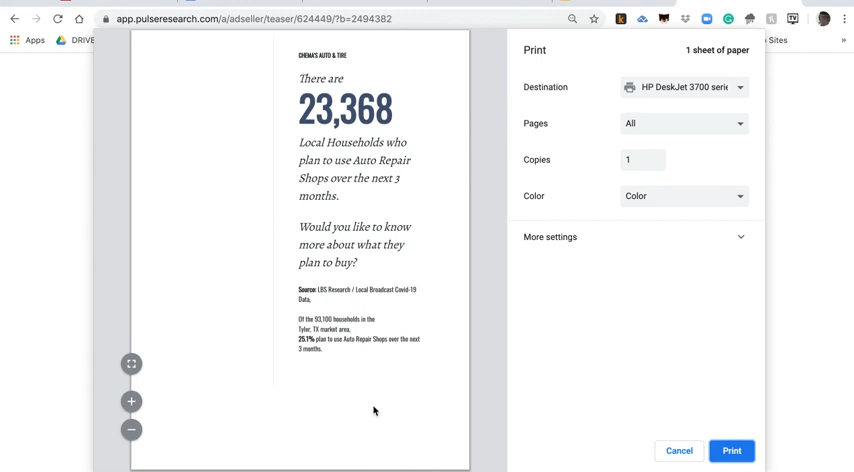 app.pulseresearch.com/a/adseller/teaser/624449/?b=2494382
Apps
DRIVE
Sites
»
CHEMA'S AUTO & TIRE
There are
23,368
Local Households who
plan to use Auto Repair
Shops over the next 3
months.
Would you like to know
more about what they
plan to buy?
Source: LBS Research / Local Broadcast Covid-19
Data,
Of the 93,100 households in the
Tyler, TX market area,
25.1% plan to use Auto Repair Shops over the next
3 months.
Print
1 sheet of paper
Destination
HP DeskJet 3700 serie
Pages
All
Copies
1
Color
Color
More settings
Cancel
Print